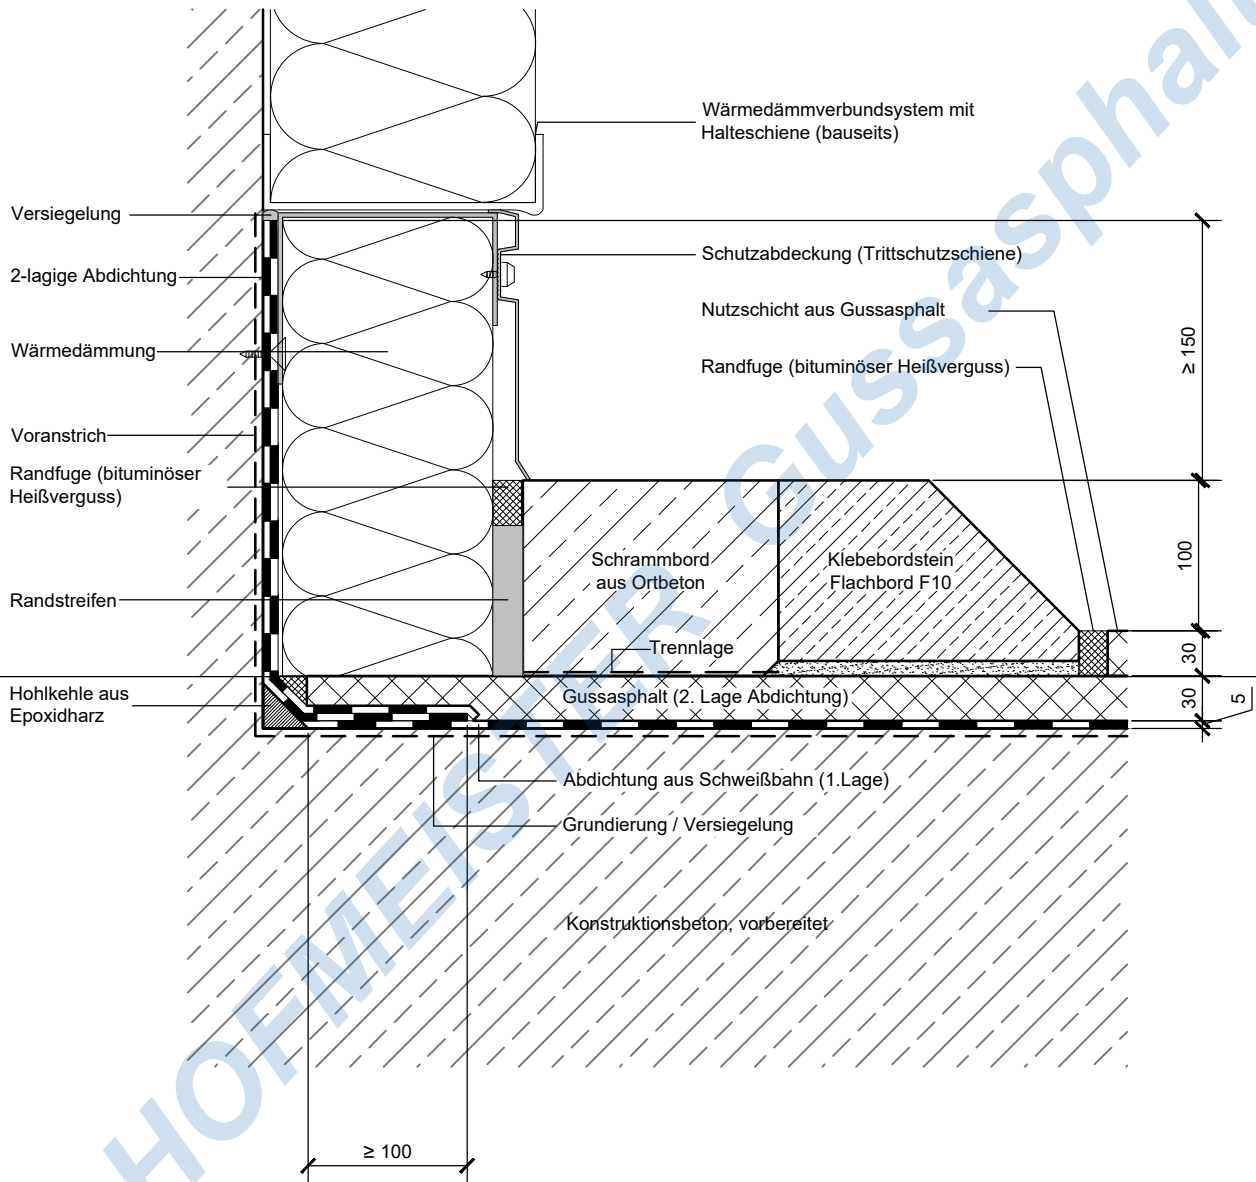 Wärmedämmverbundsystem mit
Halteschiene (bauseits)
Versiegelung
2-lagige Abdichtung
Schutzabdeckung (Trittschutzschiene)
Nutzschicht aus Gussasphalt
Wärmedämmung
Randfuge (bituminöser Heißverguss)
≥ 150
Voranstrich
Randfuge (bituminöser
Heißverguss)
Schrammbord
aus Ortbeton
Klebebordstein
Flachbord F10
100
Randstreifen
Trennlage
30
Hohlkehle aus
Epoxidharz
Gussasphalt (2. Lage Abdichtung)
30
5
Abdichtung aus Schweißbahn (1.Lage)
Grundierung / Versiegelung
Konstruktionsbeton, vorbereitet
≥ 100
HOFMEISTER Gussasphalt